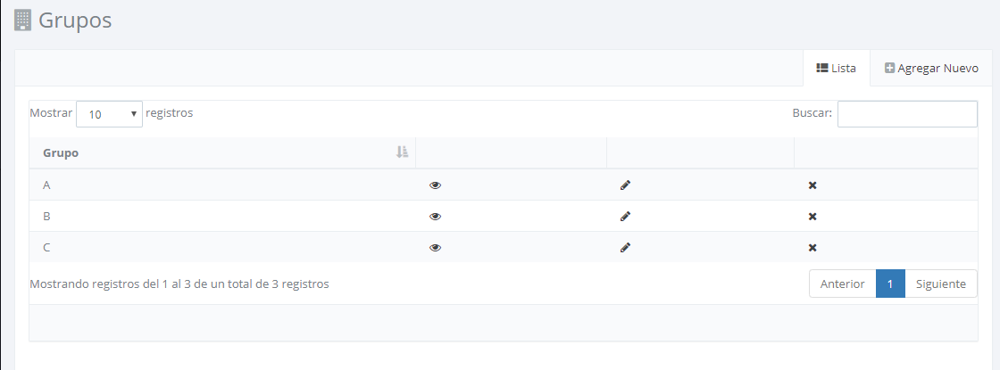 Grupos
Lista Agregar Nuevo
Mostrar 10 registros Buscar:
Grupo
A
B
C
Mostrando registros del 1 al 3 de un total de 3 registros Anterior 1 Siguiente